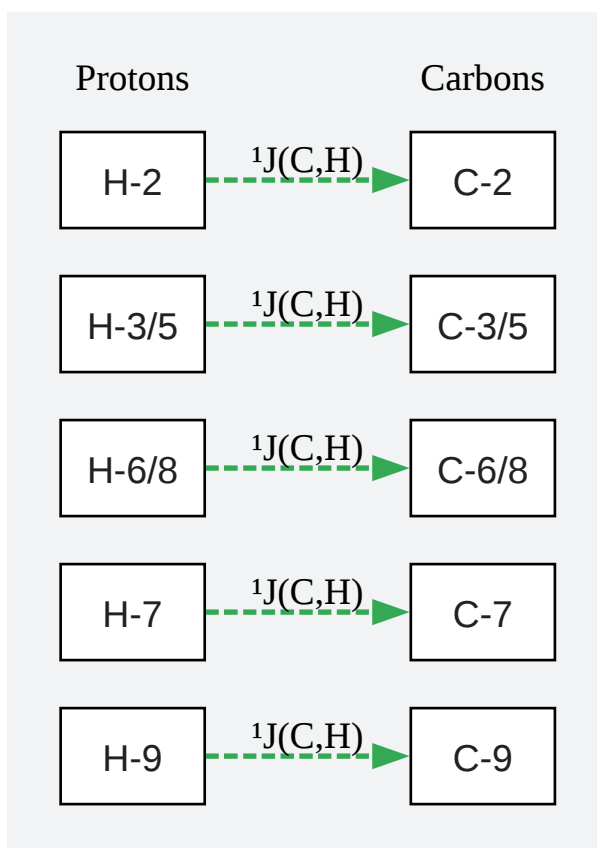 Protons Carbons
H-2 ¹J(C,H) C-2
H-3/5 ¹J(C,H) C-3/5
H-6/8 ¹J(C,H) C-6/8
H-7 ¹J(C,H) C-7
H-9 ¹J(C,H) C-9